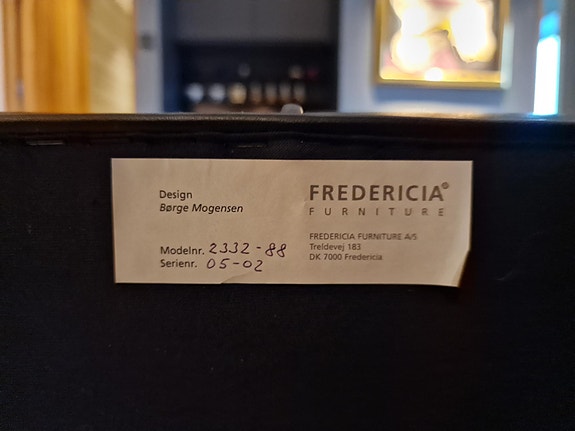 Design
Børge Mogensen
Modelnr. 2332-88
Serienr. 05-02
FREDERICIA®
FURNITURE
FREDERICIA FURNITURE A/S
Treldevej 183
DK 7000 Fredericia